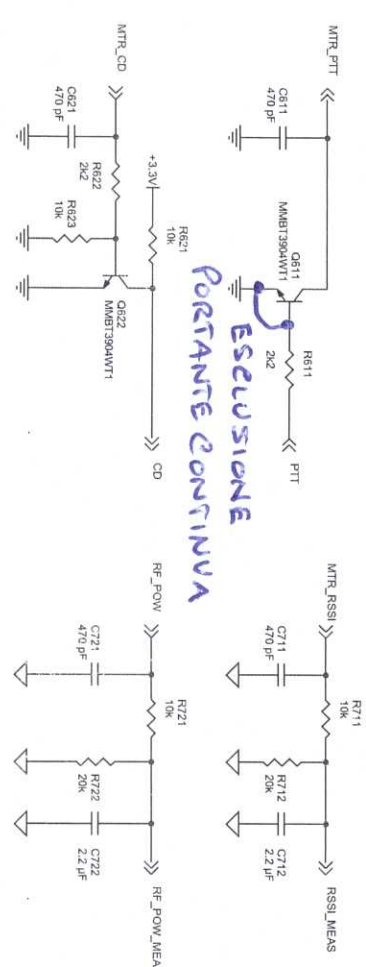 MTR_PTT
C611
470 pF
Q611
MMBT3904WT1
R611
2k2
PTT
MTR_CD
C621
470 pF
R622
2k2
R623
10k
+3.3V
R621
10k
Q622
MMBT3904WT1
CD
ESCLUSIONE
PORTANTE CONTINUA
MTR_RSSI
C711
470 pF
R711
10k
R712
20k
C712
2.2 µF
RSSI_MEAS
RF_POW
C721
470 pF
R721
10k
R722
20k
C722
2.2 µF
RF_POW_MEA